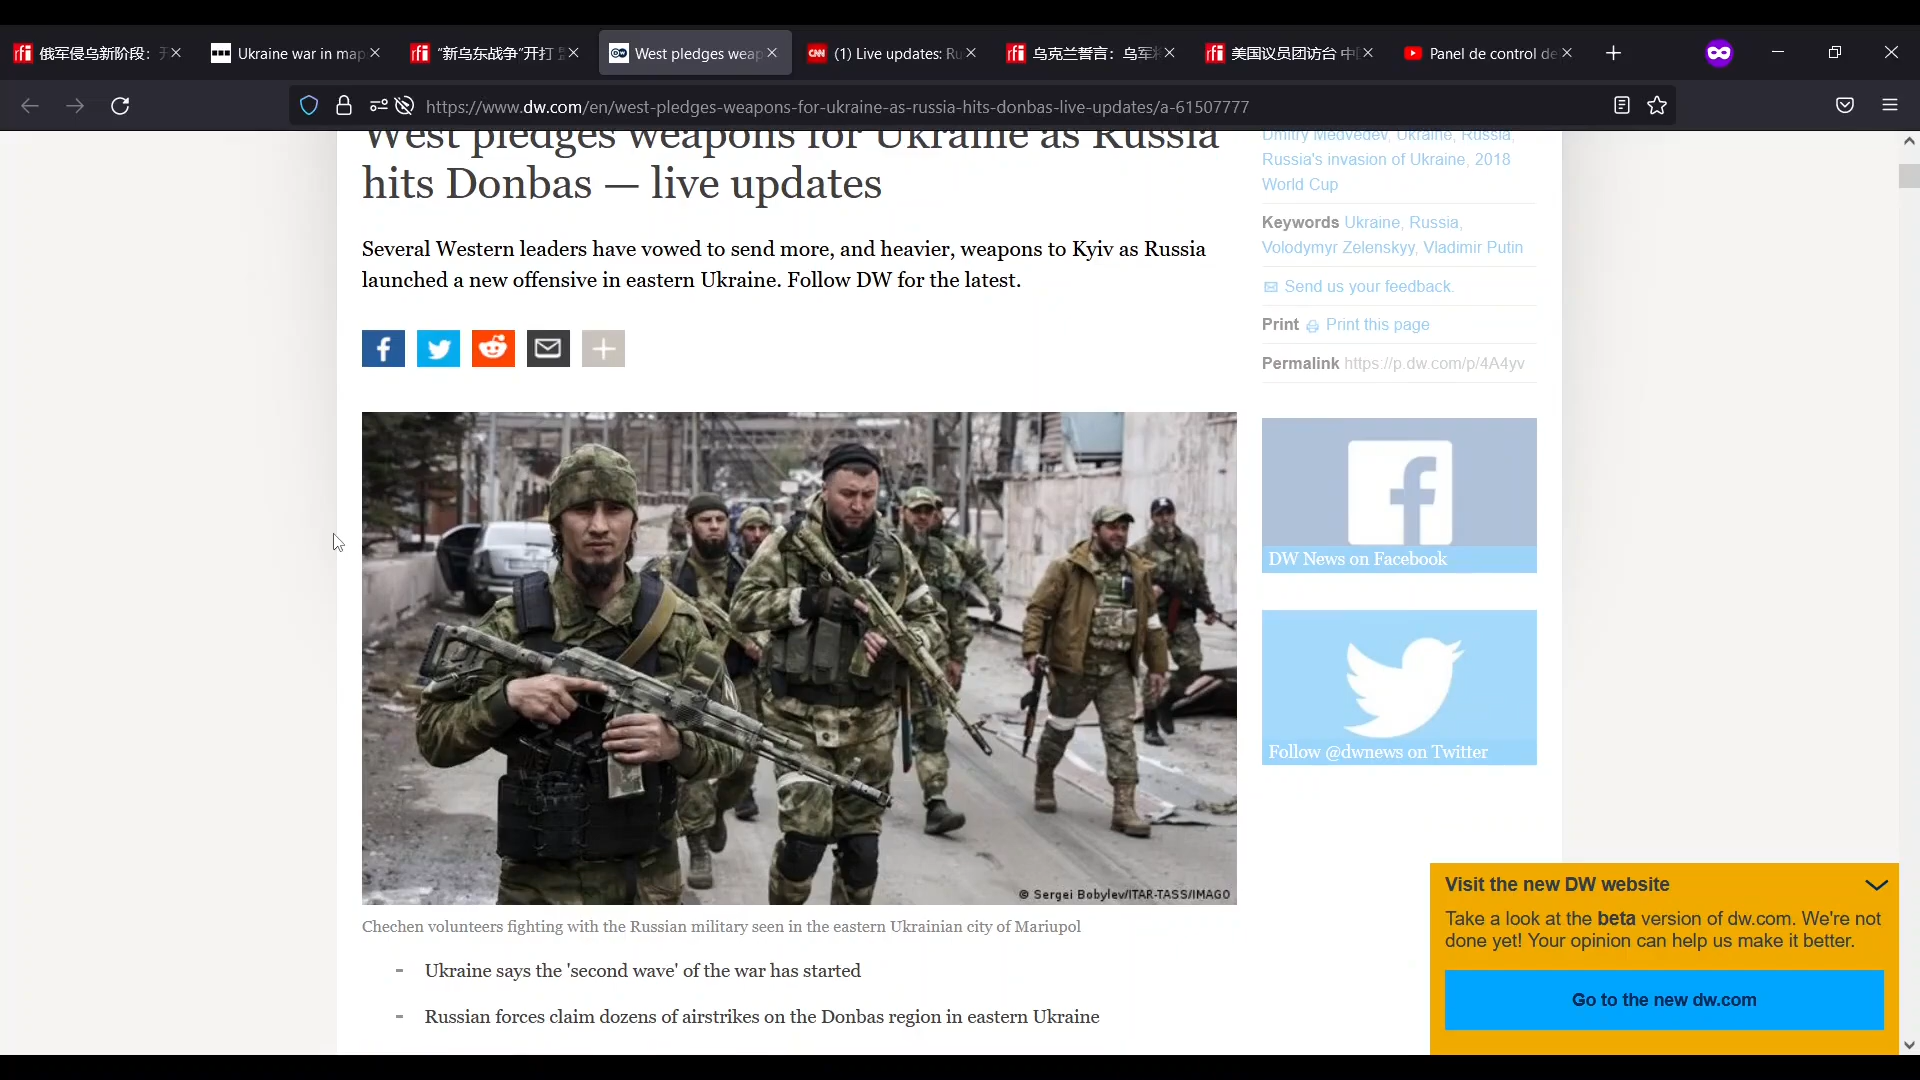 俄军侵乌新阶段：
Ukraine war in map
“新乌东战争”开打
West pledges weap
(1) Live updates: Ru
乌克兰誓言：乌军
美国议员团访台 中
Panel de control de
https://www.dw.com/en/west-pledges-weapons-for-ukraine-as-russia-hits-donbas-live-updates/a-61507777
West pledges weapons for Ukraine as Russia
hits Donbas — live updates
Several Western leaders have vowed to send more, and heavier, weapons to Kyiv as Russia
launched a new offensive in eastern Ukraine. Follow DW for the latest.
Dmitry Medvedev, Ukraine, Russia,
Russia's invasion of Ukraine, 2018
World Cup
Keywords Ukraine, Russia,
Volodymyr Zelenskyy, Vladimir Putin
Send us your feedback.
Print Print this page
Permalink https://p.dw.com/p/4A4yv
DW News on Facebook
Follow @dwnews on Twitter
© Sergei Bobylev/ITAR-TASS/IMAGO
Chechen volunteers fighting with the Russian military seen in the eastern Ukrainian city of Mariupol
- Ukraine says the 'second wave' of the war has started
- Russian forces claim dozens of airstrikes on the Donbas region in eastern Ukraine
Visit the new DW website
Take a look at the beta version of dw.com. We're not
done yet! Your opinion can help us make it better.
Go to the new dw.com